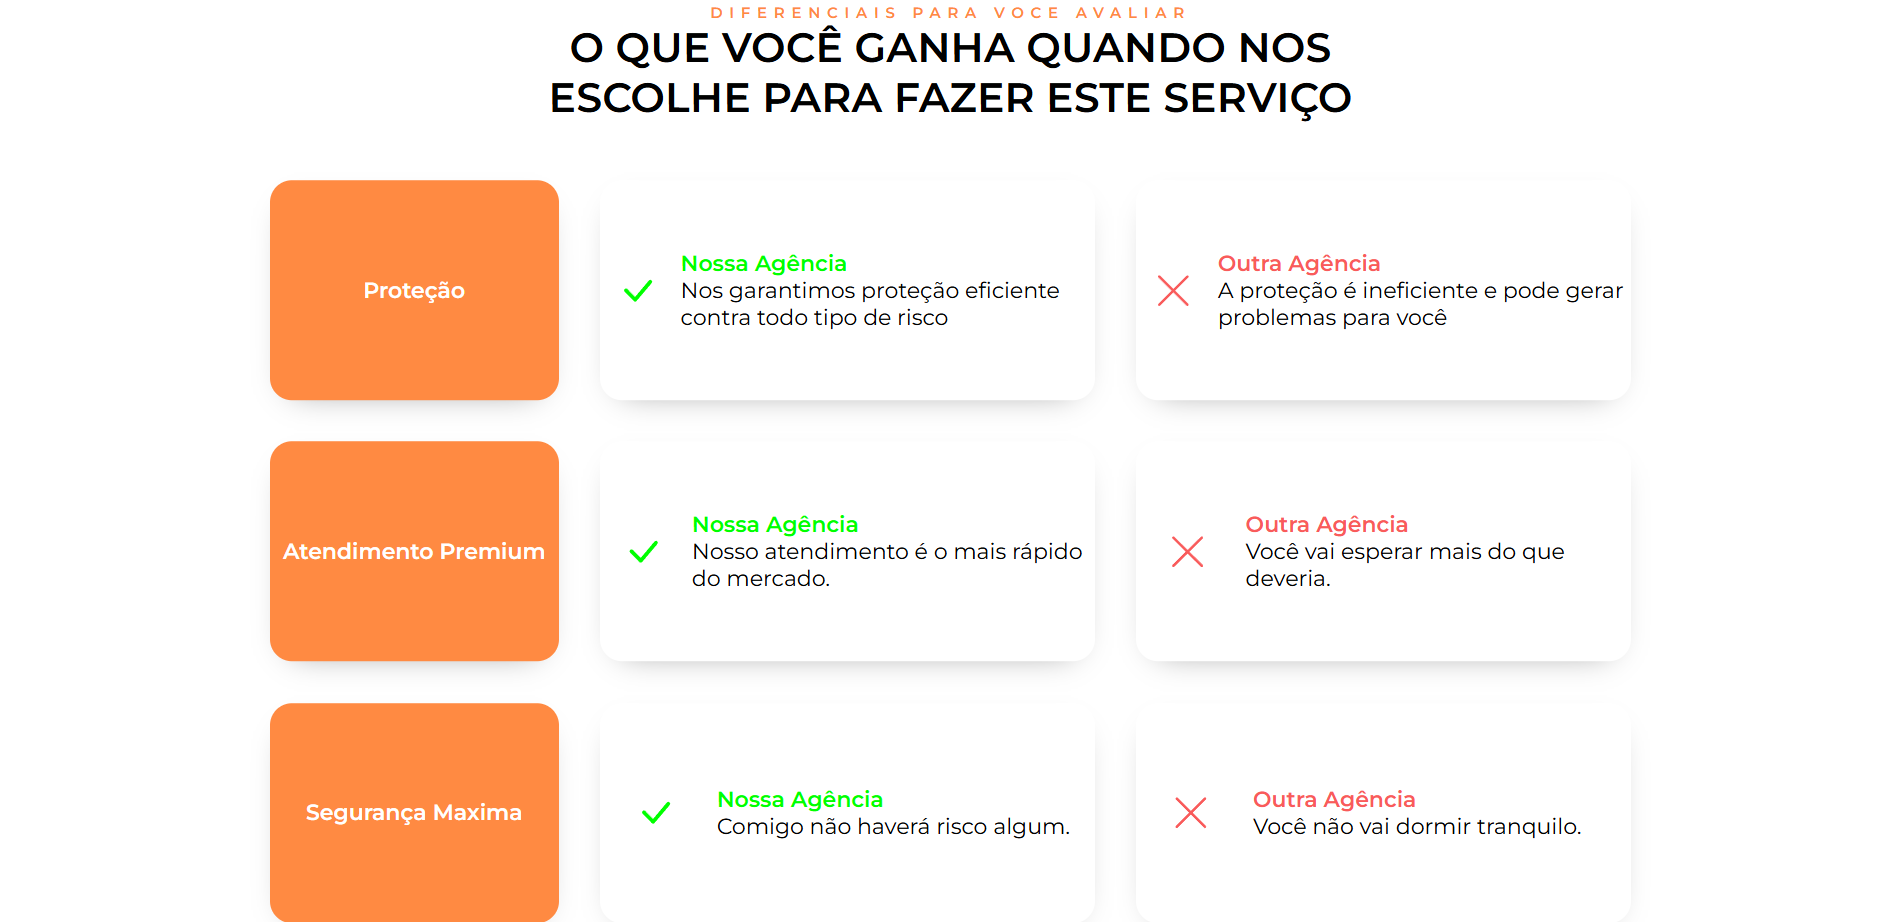 DIFERENCIAIS PARA VOCE AVALIAR
O QUE VOCÊ GANHA QUANDO NOS
ESCOLHE PARA FAZER ESTE SERVIÇO
Proteção
Nossa Agência
Nos garantimos proteção eficiente
contra todo tipo de risco
Outra Agência
A proteção é ineficiente e pode gerar
problemas para você
Atendimento Premium
Nossa Agência
Nosso atendimento é o mais rápido
do mercado.
Outra Agência
Você vai esperar mais do que
deveria.
Segurança Maxima
Nossa Agência
Comigo não haverá risco algum.
Outra Agência
Você não vai dormir tranquilo.